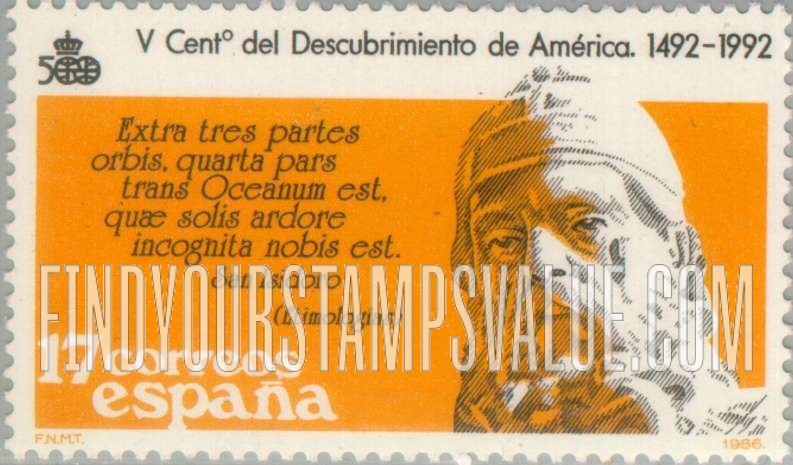 V Centº del Descubrimiento de América. 1492-1992
500
Extra tres partes
orbis, quarta pars
trans Oceanum est,
quæ solis ardore
incognita nobis est.
San Isidoro
(Etimologías)
FINDYOURSTAMPSVALUE.COM
17 correos
españa
F.N.M.T.
1986.